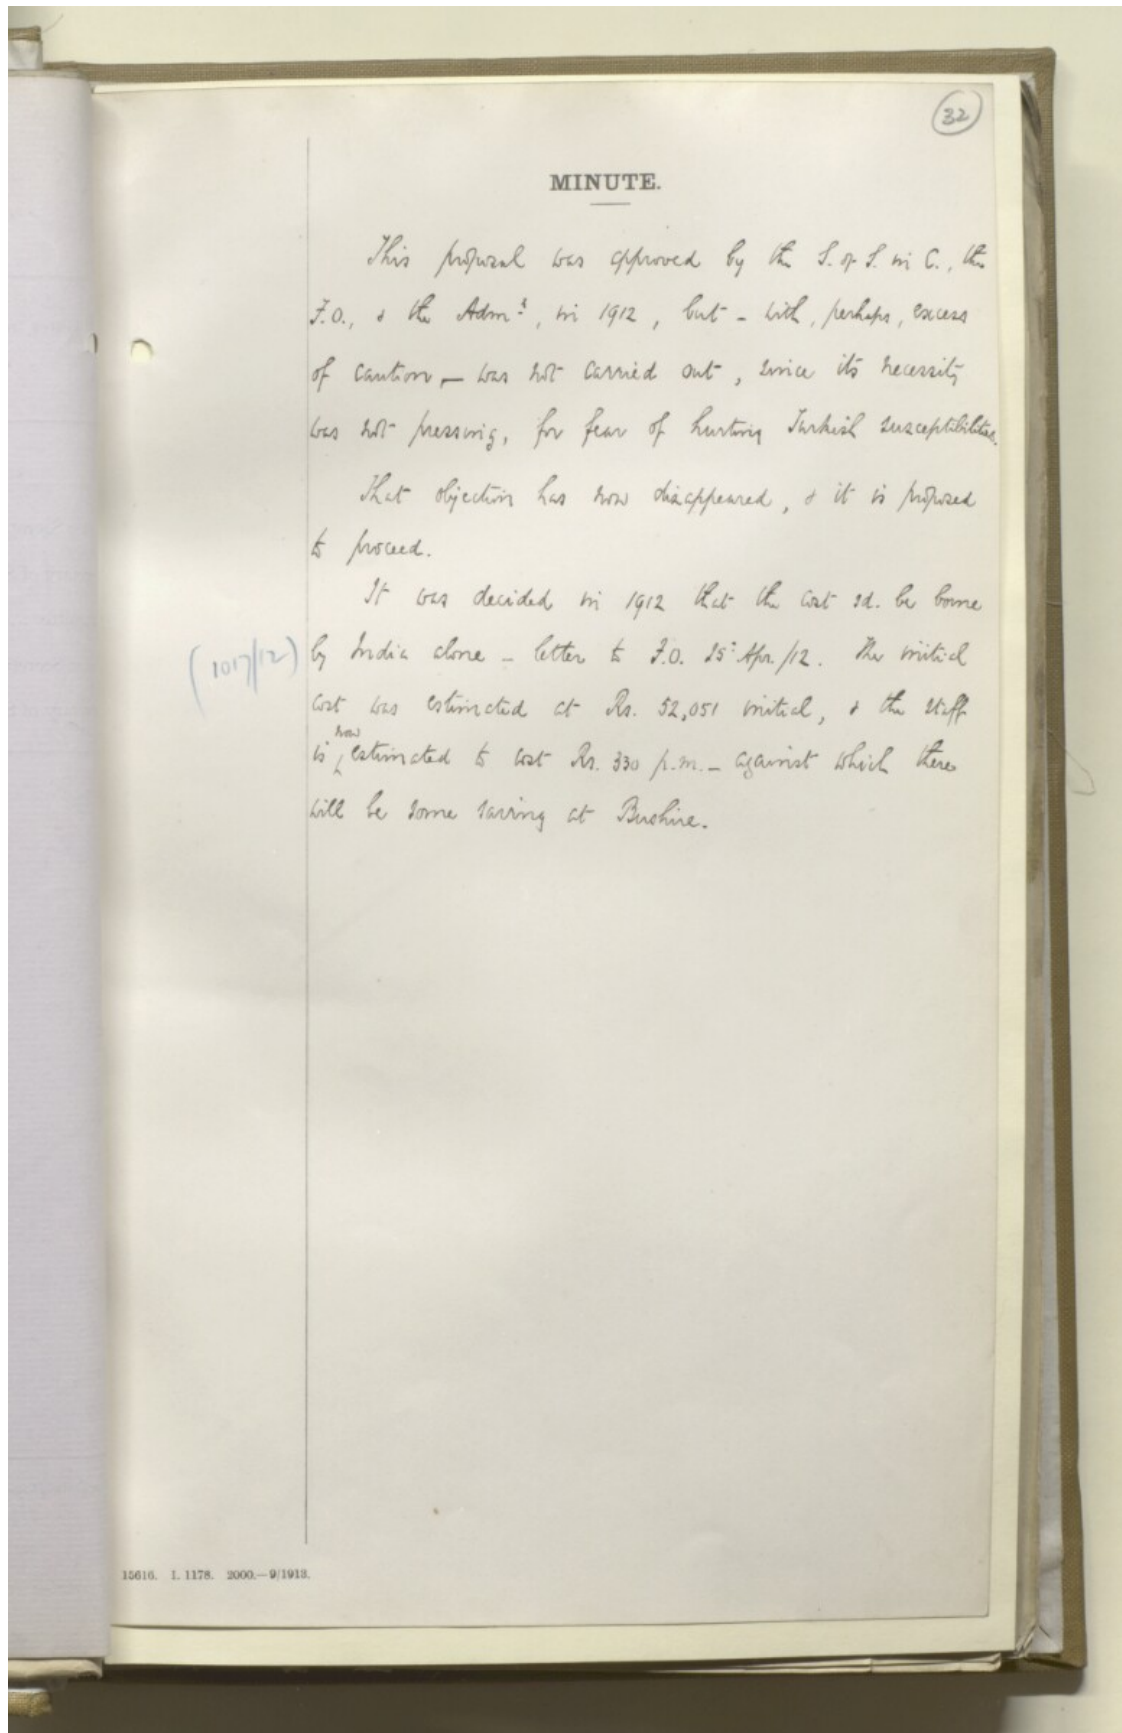 32
MINUTE.
This proposal was approved by the S. of S. in C., the
F.O., & the Adm.y, in 1912, but – with, perhaps, excess
of caution, – was not carried out, since its necessity
was not pressing, for fear of hurting Turkish susceptibilities.
That objection has now disappeared, & it is proposed
to proceed.
It was decided in 1912 that the cost sd. be borne
(1017/12) by India alone – letter to F.O. 25: Apr. /12. The initial
cost was estimated at Rs. 52,051 initial, & the staff
is now estimated to cost Rs. 330 p.m. – against which there
will be some saving at Bushire.
15616. I. 1178. 2000.—9/1913.